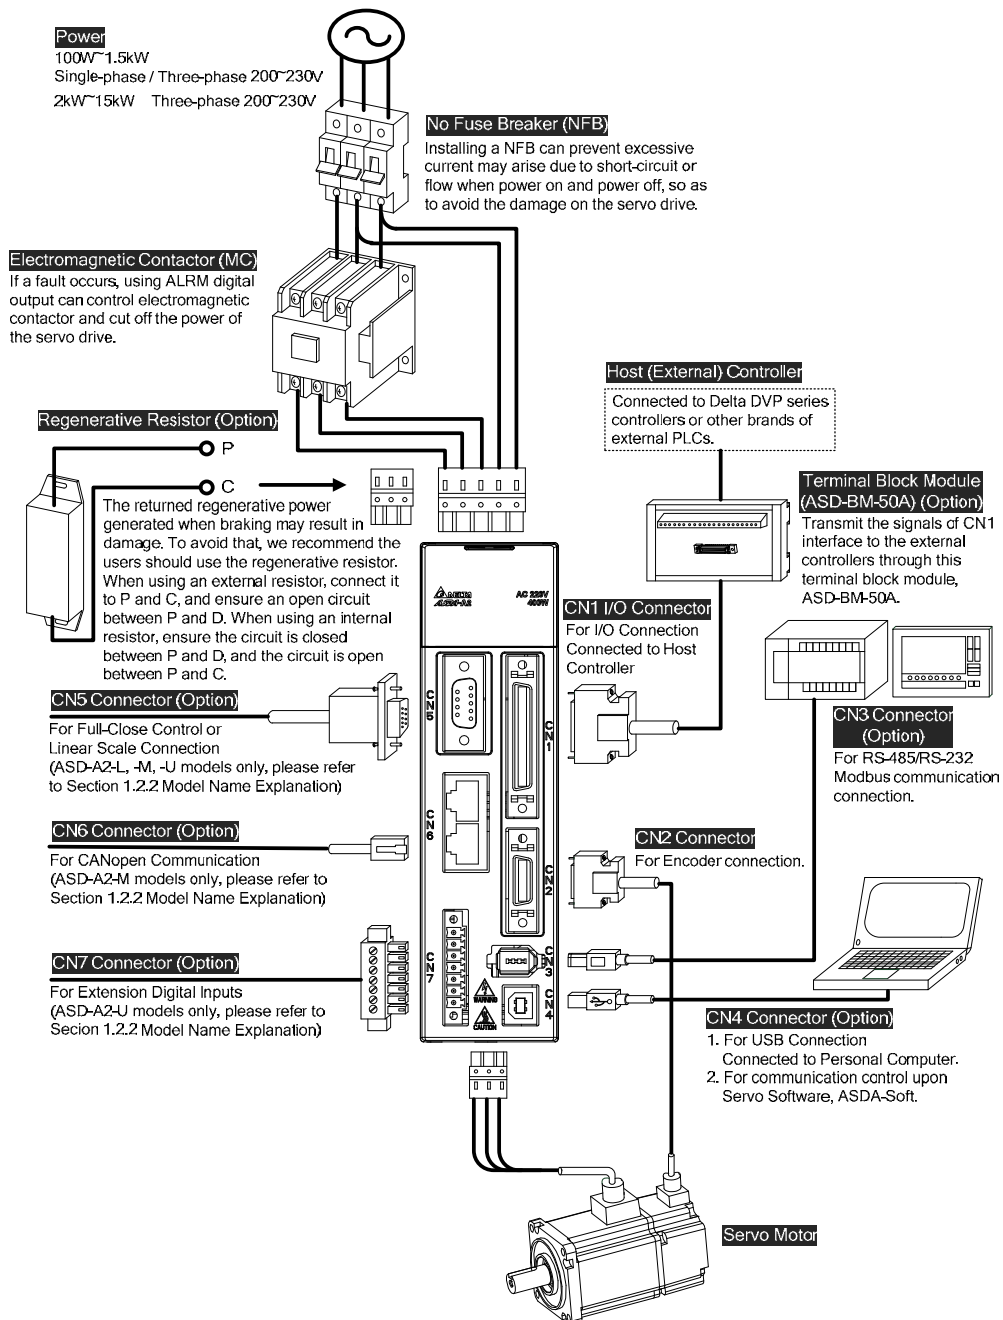 Power
100W~1.5kW
Single-phase / Three-phase 200~230V
2kW~15kW Three-phase 200~230V
No Fuse Breaker (NFB)
Installing a NFB can prevent excessive
current may arise due to short-circuit or
flow when power on and power off, so as
to avoid the damage on the servo drive.
Electromagnetic Contactor (MC)
If a fault occurs, using ALRM digital
output can control electromagnetic
contactor and cut off the power of
the servo drive.
Host (External) Controller
Connected to Delta DVP series
controllers or other brands of
external PLCs.
Regenerative Resistor (Option)
P
C
The returned regenerative power
generated when braking may result in
damage. To avoid that, we recommend the
users should use the regenerative resistor.
When using an external resistor, connect it
to P and C, and ensure an open circuit
between P and D. When using an internal
resistor, ensure the circuit is closed
between P and D, and the circuit is open
between P and C.
Terminal Block Module
(ASD-BM-50A) (Option)
Transmit the signals of CN1
interface to the external
controllers through this
terminal block module,
ASD-BM-50A.
AC 220V
400W
CN1 I/O Connector
For I/O Connection
Connected to Host
Controller
CN5 Connector (Option)
For Full-Close Control or
Linear Scale Connection
(ASD-A2-L, -M, -U models only, please refer
to Section 1.2.2 Model Name Explanation)
CN5
CN1
CN3 Connector
(Option)
For RS-485/RS-232
Modbus communication
connection.
CN6 Connector (Option)
For CANopen Communication
(ASD-A2-M models only, please refer to
Section 1.2.2 Model Name Explanation)
CN6
CN2
CN2 Connector
For Encoder connection.
CN7 Connector (Option)
For Extension Digital Inputs
(ASD-A2-U models only, please refer to
Secion 1.2.2 Model Name Explanation)
CN7
CN3
WARNING
CN4
CAUTION
CN4 Connector (Option)
1. For USB Connection
Connected to Personal Computer.
2. For communication control upon
Servo Software, ASDA-Soft.
Servo Motor